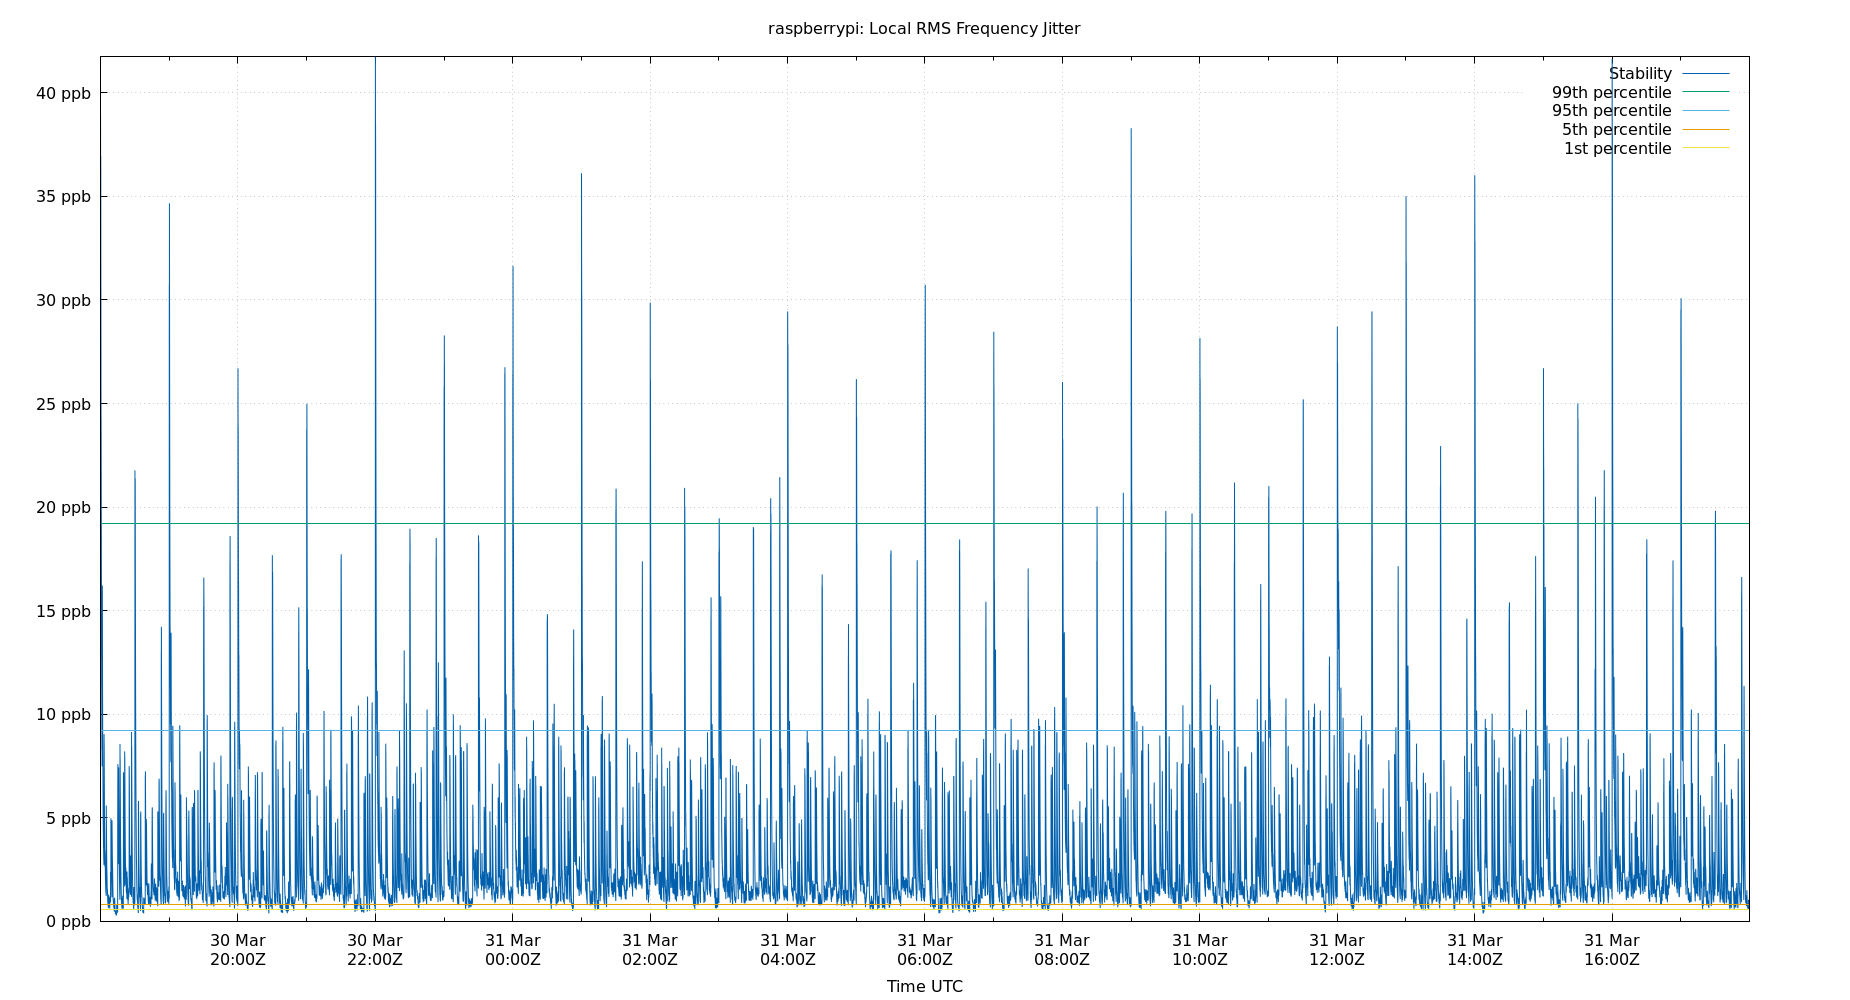 raspberrypi: Local RMS Frequency Jitter
Stability
99th percentile
95th percentile
5th percentile
1st percentile
40 ppb
35 ppb
30 ppb
25 ppb
20 ppb
15 ppb
10 ppb
5 ppb
0 ppb
30 Mar 30 Mar 31 Mar 31 Mar 31 Mar 31 Mar 31 Mar 31 Mar 31 Mar 31 Mar 31 Mar
20:00Z 22:00Z 00:00Z 02:00Z 04:00Z 06:00Z 08:00Z 10:00Z 12:00Z 14:00Z 16:00Z
Time UTC